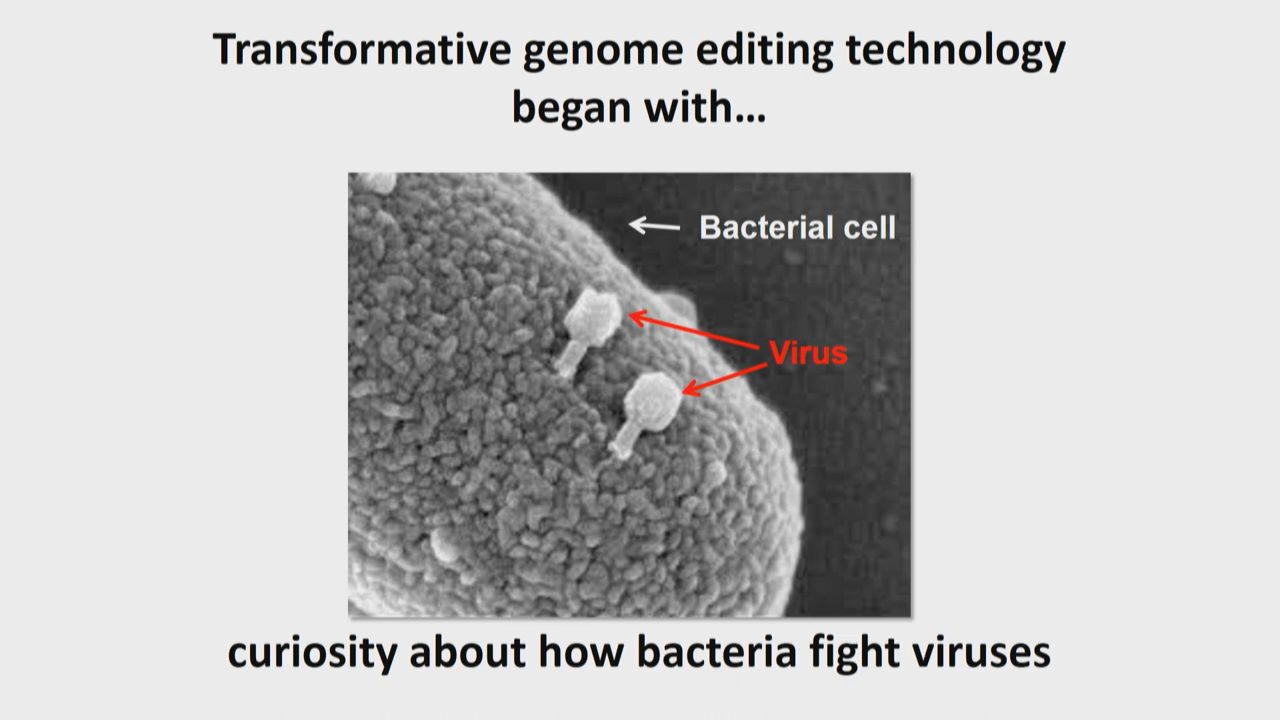 Transformative genome editing technology
began with...
Bacterial cell
Virus
curiosity about how bacteria fight viruses